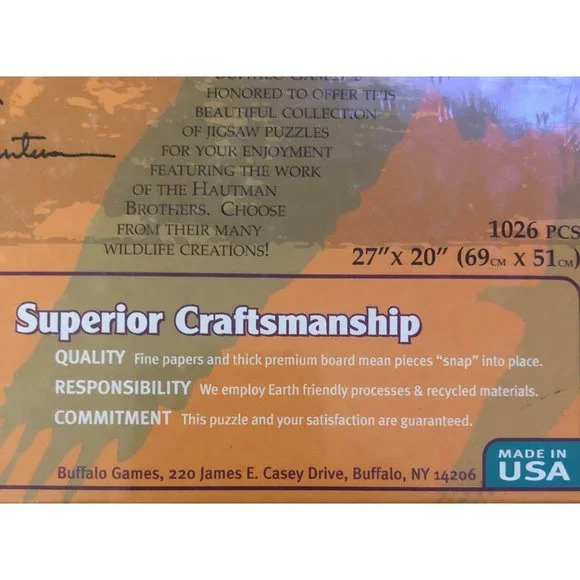 BUFFALO GAMES IS
HONORED TO OFFER THIS
BEAUTIFUL COLLECTION
OF JIGSAW PUZZLES
FOR YOUR ENJOYMENT
FEATURING THE WORK
OF THE HAUTMAN
BROTHERS. CHOOSE
FROM THEIR MANY
WILDLIFE CREATIONS!
1026 PCS
27"X 20" (69CM X 51CM)
Superior Craftsmanship
QUALITY Fine papers and thick premium board mean pieces "snap" into place.
RESPONSIBILITY We employ Earth friendly processes & recycled materials.
COMMITMENT This puzzle and your satisfaction are guaranteed.
Buffalo Games, 220 James E. Casey Drive, Buffalo, NY 14206
MADE IN
USA